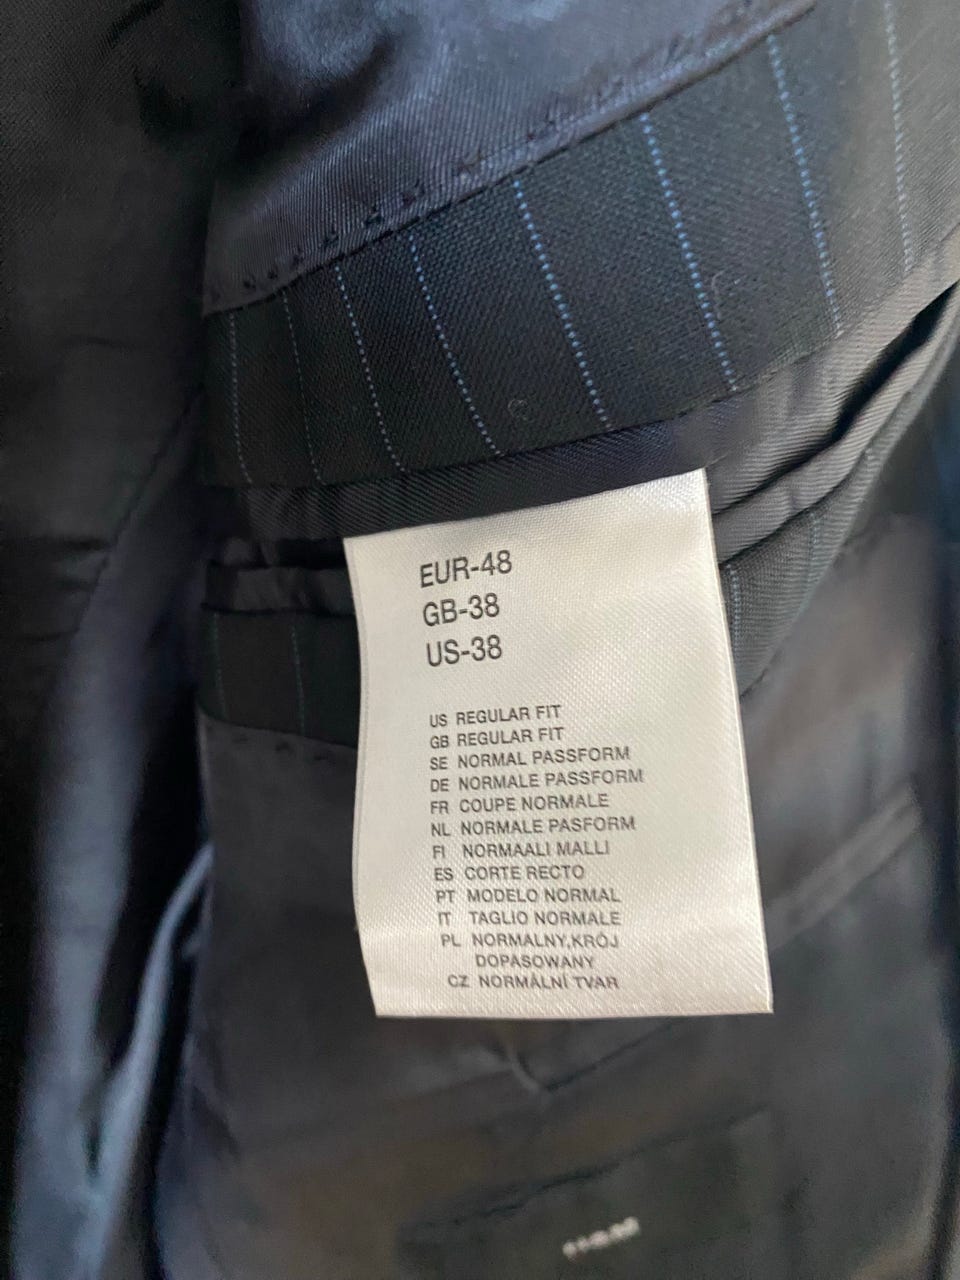 EUR-48
GB-38
US-38
US REGULAR FIT
GB REGULAR FIT
SE NORMAL PASSFORM
DE NORMALE PASSFORM
FR COUPE NORMALE
NL NORMALE PASFORM
FI NORMAALI MALLI
ES CORTE RECTO
PT MODELO NORMAL
IT TAGLIO NORMALE
PL NORMALNY,KRÓJ
DOPASOWANY
CZ NORMÁLNÍ TVAR